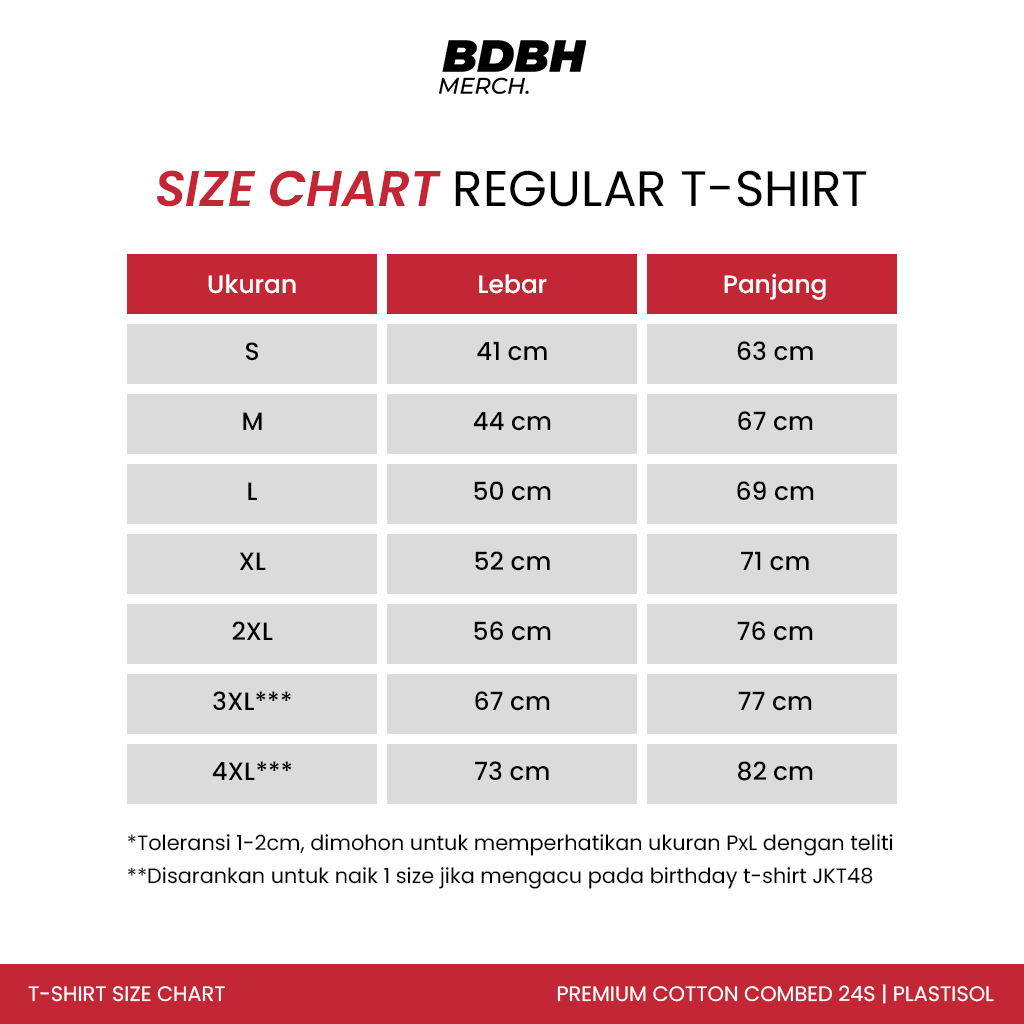 BDBH
MERCH.
SIZE CHART REGULAR T-SHIRT
Ukuran Lebar Panjang
S 41 cm 63 cm
M 44 cm 67 cm
L 50 cm 69 cm
XL 52 cm 71 cm
2XL 56 cm 76 cm
3XL*** 67 cm 77 cm
4XL*** 73 cm 82 cm
*Toleransi 1-2cm, dimohon untuk memperhatikan ukuran PxL dengan teliti
**Disarankan untuk naik 1 size jika mengacu pada birthday t-shirt JKT48
T-SHIRT SIZE CHART PREMIUM COTTON COMBED 24S | PLASTISOL